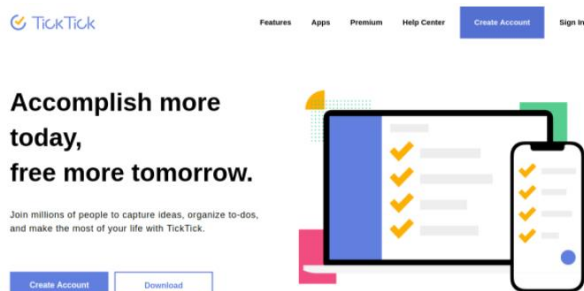 TickTick
Features Apps Premium Help Center Create Account Sign In
Accomplish more
today,
free more tomorrow.
Join millions of people to capture ideas, organize to-dos,
and make the most of your life with TickTick.
Create Account Download